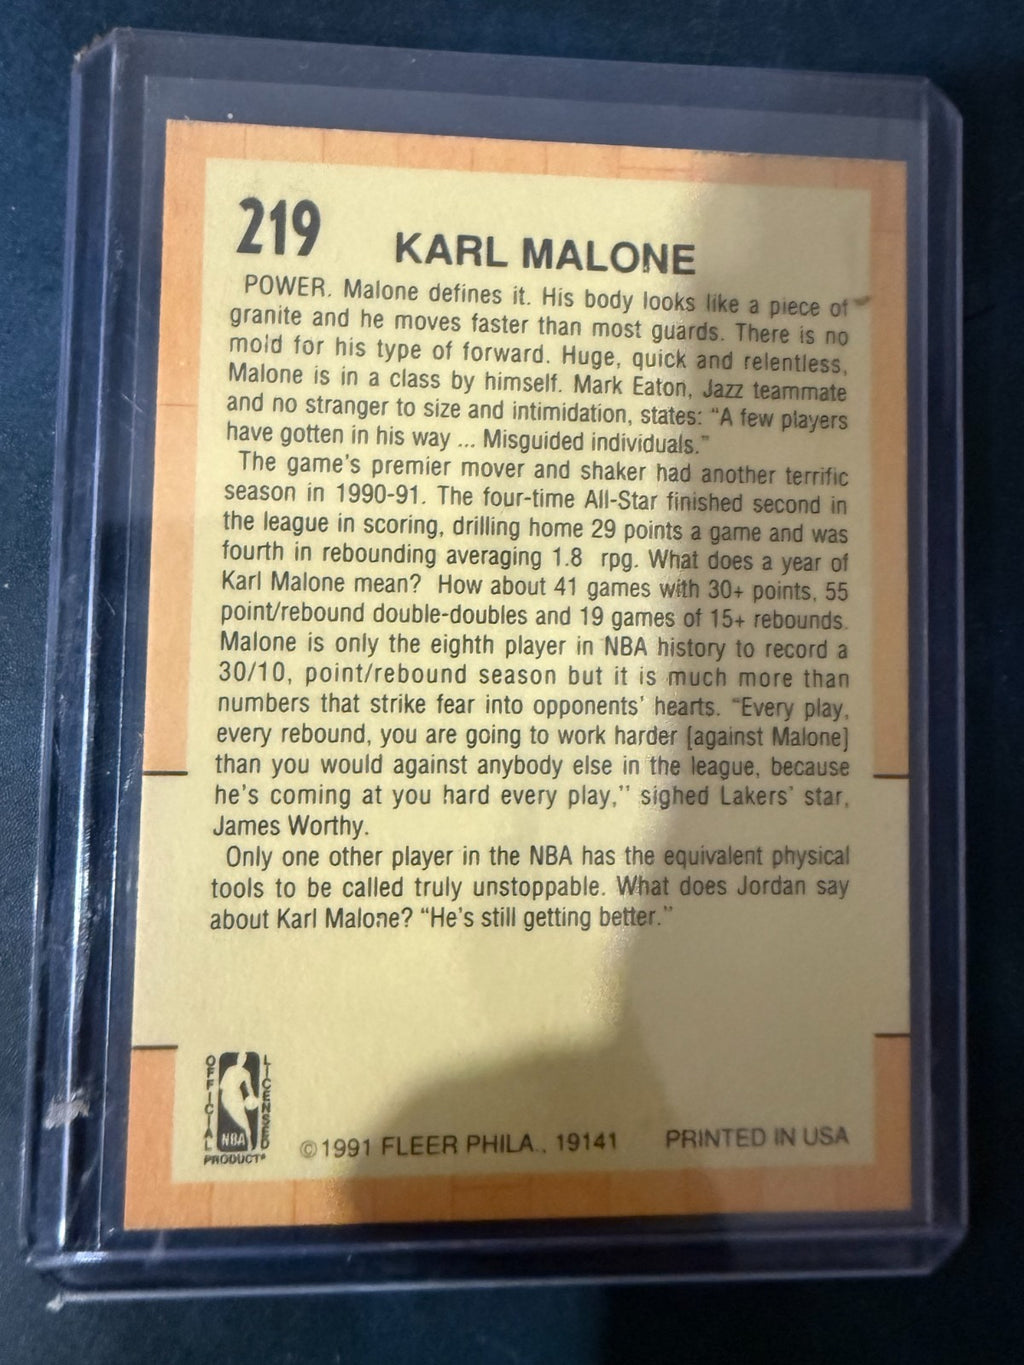 219
KARL MALONE
POWER. Malone defines it. His body looks like a piece of
granite and he moves faster than most guards. There is no
mold for his type of forward. Huge, quick and relentless,
Malone is in a class by himself. Mark Eaton, Jazz teammate
and no stranger to size and intimidation, states: “A few players
have gotten in his way ... Misguided individuals.”
The game's premier mover and shaker had another terrific
season in 1990-91. The four-time All-Star finished second in
the league in scoring, drilling home 29 points a game and was
fourth in rebounding averaging 1.8 rpg. What does a year of
Karl Malone mean? How about 41 games with 30+ points, 55
point/rebound double-doubles and 19 games of 15+ rebounds.
Malone is only the eighth player in NBA history to record a
30/10, point/rebound season but it is much more than
numbers that strike fear into opponents' hearts. “Every play,
every rebound, you are going to work harder [against Malone]
than you would against anybody else in the league, because
he's coming at you hard every play,” sighed Lakers' star,
James Worthy.
Only one other player in the NBA has the equivalent physical
tools to be called truly unstoppable. What does Jordan say
about Karl Malone? “He's still getting better.”
OFFICIAL
LICENSED
NBA
PRODUCT®
©1991 FLEER PHILA., 19141
PRINTED IN USA